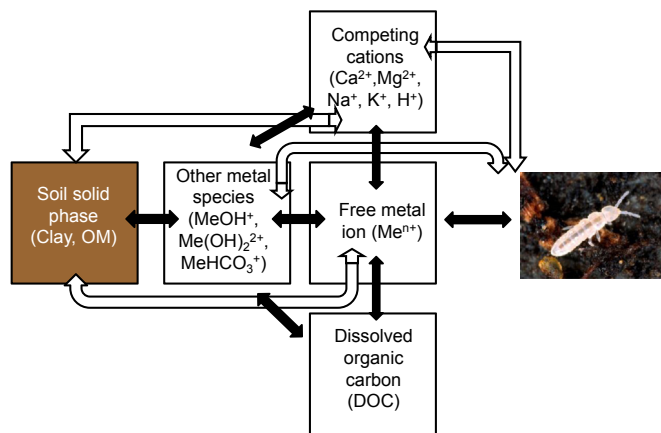 Competing
cations
(Ca²⁺,Mg²⁺,
Na⁺, K⁺, H⁺)
Soil solid
phase
(Clay, OM)
Other metal
species
(MeOH⁺,
Me(OH)₂²⁺,
MeHCO₃⁺)
Free metal
ion (Meⁿ⁺)
Dissolved
organic
carbon
(DOC)